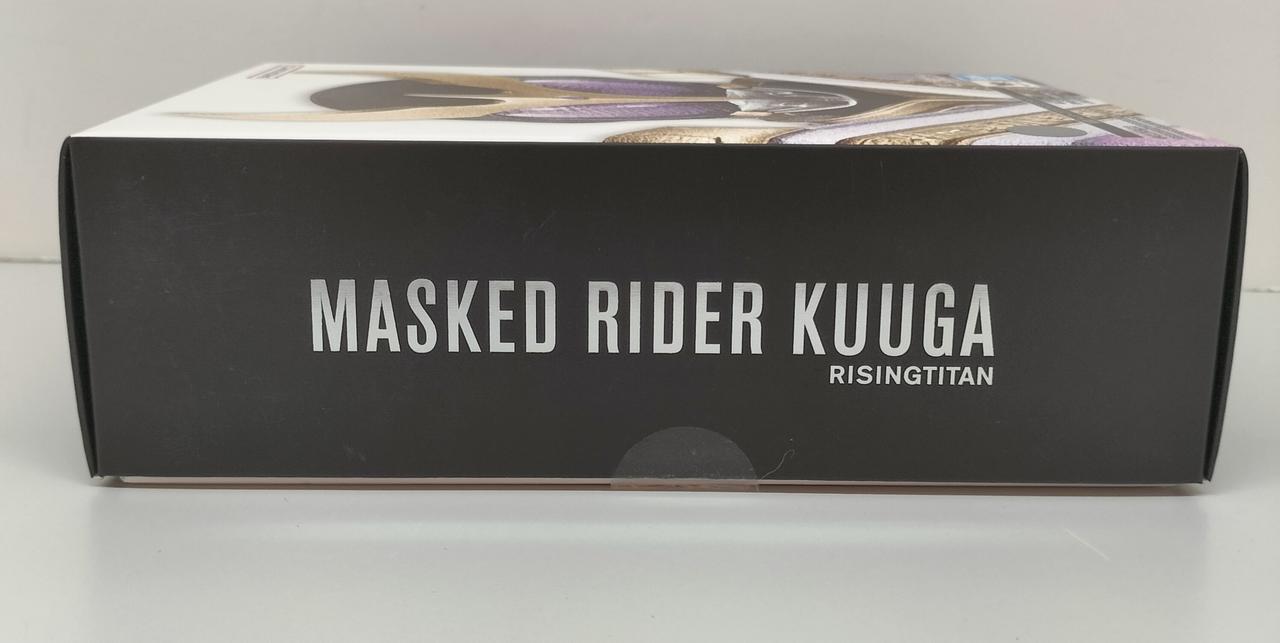 MASKED RIDER KUUGA
RISINGTITAN